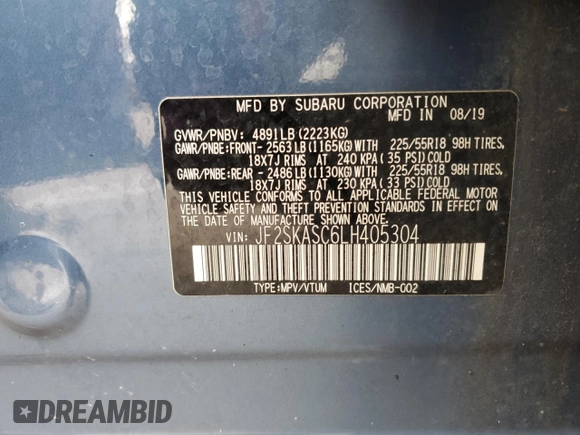 MFD BY SUBARU CORPORATION
MFD IN 08/19
GVWR/PNBV: 4891LB (2223KG)
GAWR/PNBE:FRONT- 2563LB (1165KG)WITH 225/55R18 98H TIRES,
18X7J RIMS AT 240 KPA (35 PSI) COLD
GAWR/PNBE:REAR - 2486LB (1130KG)WITH 225/55R18 98H TIRES,
18X7J RIMS AT 230 KPA (33 PSI) COLD
THIS VEHICLE CONFORMS TO ALL APPLICABLE FEDERAL MOTOR
VEHICLE SAFETY AND THEFT PREVENTION STANDARDS
IN EFFECT ON THE DATE OF MANUFACTURE SHOWN ABOVE.
VIN: JF2SKASC6LH405304
TYPE:MPV/VTUM ICES/NMB-002
DREAMBID